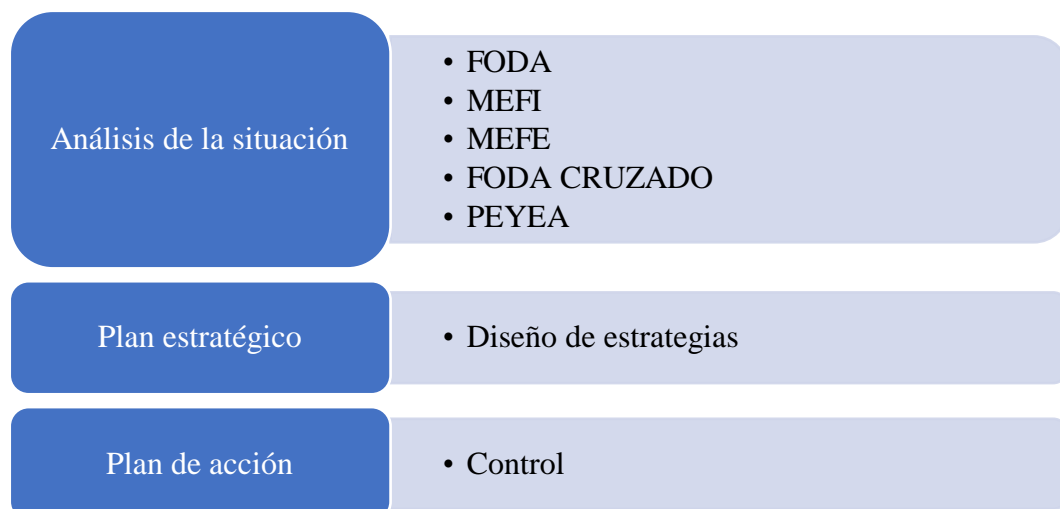 Análisis de la situación
• FODA
• MEFI
• MEFE
• FODA CRUZADO
• PEYEA
Plan estratégico
• Diseño de estrategias
Plan de acción
• Control